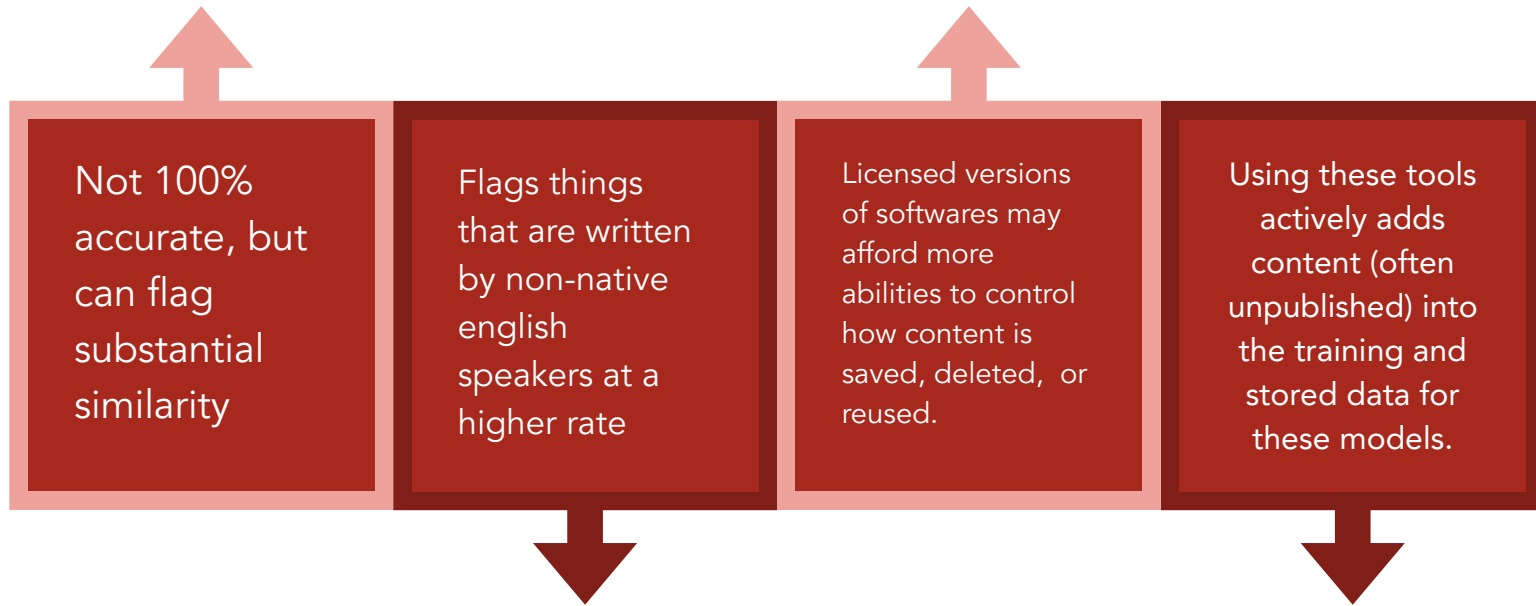 Not 100%
accurate, but
can flag
substantial
similarity
Flags things
that are written
by non-native
english
speakers at a
higher rate
Licensed versions
of softwares may
afford more
abilities to control
how content is
saved, deleted,  or
reused.
Using these tools
actively adds
content (often
unpublished) into
the training and
stored data for
these models.